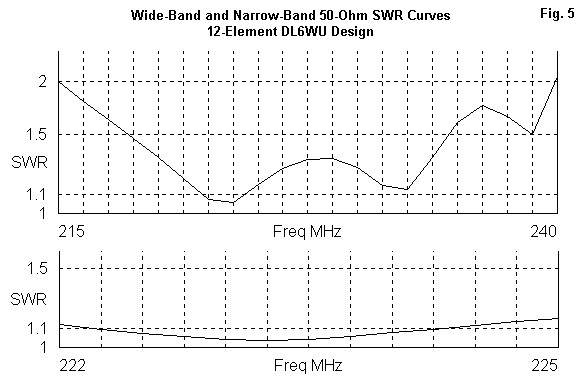 Wide-Band and Narrow-Band 50-Ohm SWR Curves
Fig. 5
12-Element DL6WU Design
2
1.5
SWR
1.1
1
215
Freq MHz
240
1.5
SWR
1.1
1
222
Freq MHz
225